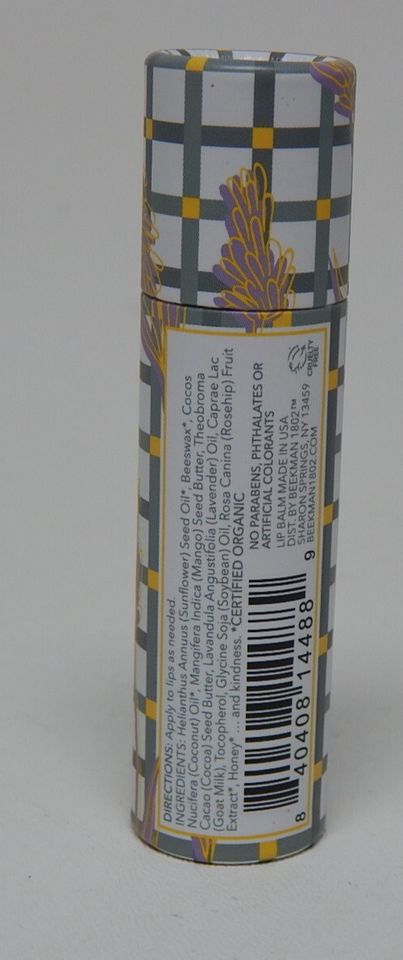 DIRECTIONS: Apply to lips as needed.
INGREDIENTS: Helianthus Annuus (Sunflower) Seed Oil*, Beeswax*, Cocos
Nucifera (Coconut) Oil*, Mangifera Indica (Mango) Seed Butter, Theobroma
Cacao (Cocoa) Seed Butter, Lavandula Angustifolia (Lavender) Oil, Caprae Lac
(Goat Milk), Tocopherol, Glycine Soja (Soybean) Oil, Rosa Canina (Rosehip) Fruit
Extract*, Honey* ... and kindness. *CERTIFIED ORGANIC
NO PARABENS, PHTHALATES OR
ARTIFICIAL COLORANTS
LIP BALM MADE IN USA
DIST. BY BEEKMAN 1802™
SHARON SPRINGS, NY 13459
BEEKMAN1802.COM
CRUELTY
FREE
8 40408 14488 9